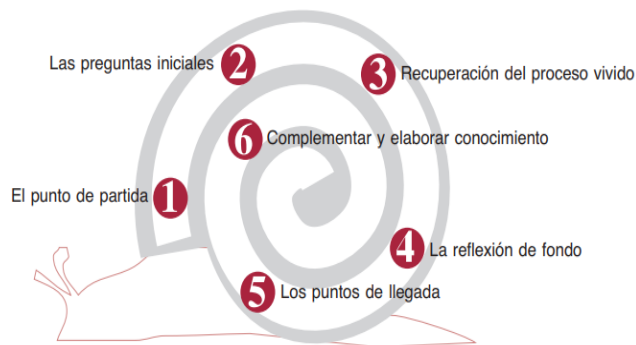 Las preguntas iniciales 2
3 Recuperación del proceso vivido
6 Complementar y elaborar conocimiento
El punto de partida 1
4 La reflexión de fondo
5 Los puntos de llegada